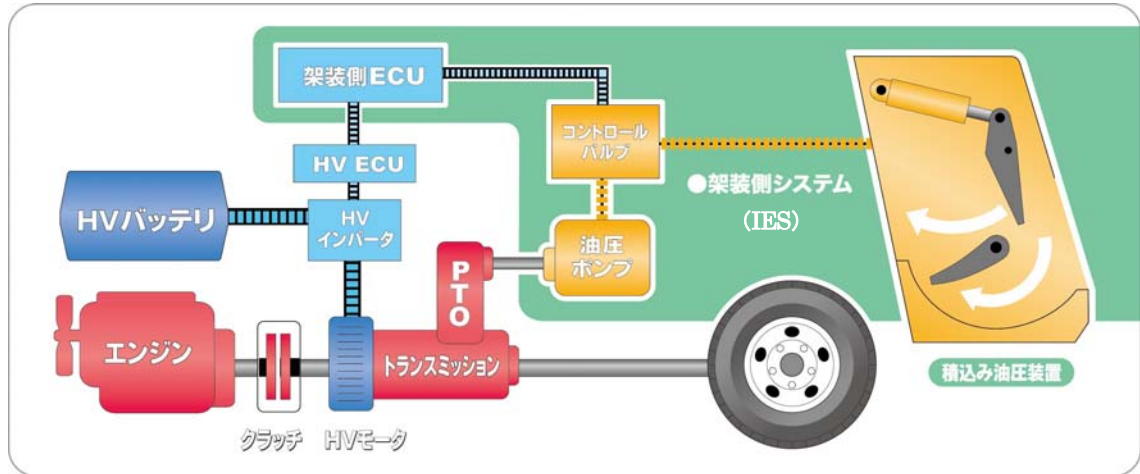 架装側ECU
コントロール
バルブ
HV ECU
●架装側システム
(IES)
HVバッテリ
HV
インバータ
油圧
ポンプ
PTO
エンジン
トランスミッション
積込み油圧装置
クラッチ
HVモータ